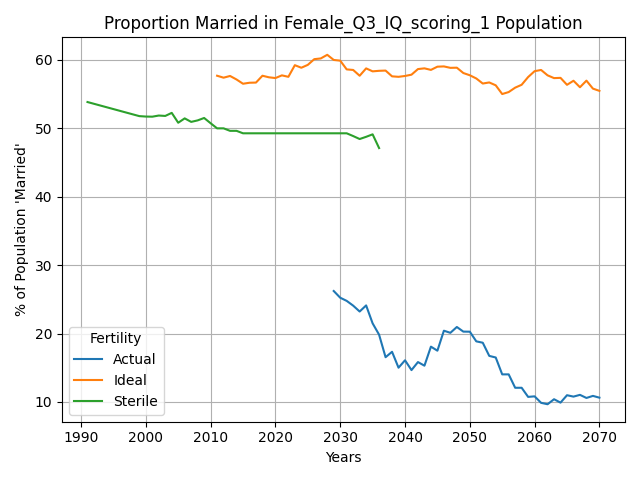 Proportion Married in Female_Q3_IQ_scoring_1 Population
% of Population 'Married'
60
50
40
30
20
10
Fertility
Actual
Ideal
Sterile
1990 2000 2010 2020 2030 2040 2050 2060 2070
Years